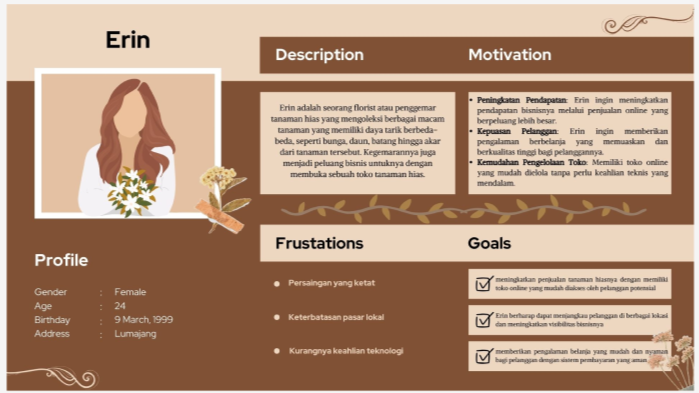 Erin
Description
Erin adalah seorang florist atau penggemar
tanaman hias yang mengoleksi berbagai macam
tanaman yang memiliki daya tarik berbeda-
beda, seperti bunga, daun, batang hingga akar
dari tanaman tersebut. Kegemarannya juga
menjadi peluang bisnis untuknya dengan
membuka sebuah toko tanaman hias.
Motivation
• Peningkatan Pendapatan: Erin ingin meningkatkan
pendapatan bisnisnya melalui penjualan online yang
berpeluang lebih besar.
• Kepuasan Pelanggan: Erin ingin memberikan
pengalaman berbelanja yang memuaskan dan
berkualitas tinggi bagi pelanggannya.
• Kemudahan Pengelolaan Toko: Memiliki toko online
yang mudah dielola tanpa perlu keahlian teknis yang
mendalam.
Profile
Gender : Female
Age : 24
Birthday : 9 March, 1999
Address : Lumajang
Frustations
• Persaingan yang ketat
• Keterbatasan pasar lokal
• Kurangnya keahlian teknologi
Goals
meningkatkan penjualan tanaman hiasnya dengan memiliki
toko online yang mudah diakses oleh pelanggan potensial
Erin berharap dapat menjangkau pelanggan di berbagai lokasi
dan meningkatkan visibilitas bisnisnya
memberikan pengalaman belanja yang mudah dan nyaman
bagi pelanggan dengan sistem pembayaran yang aman.